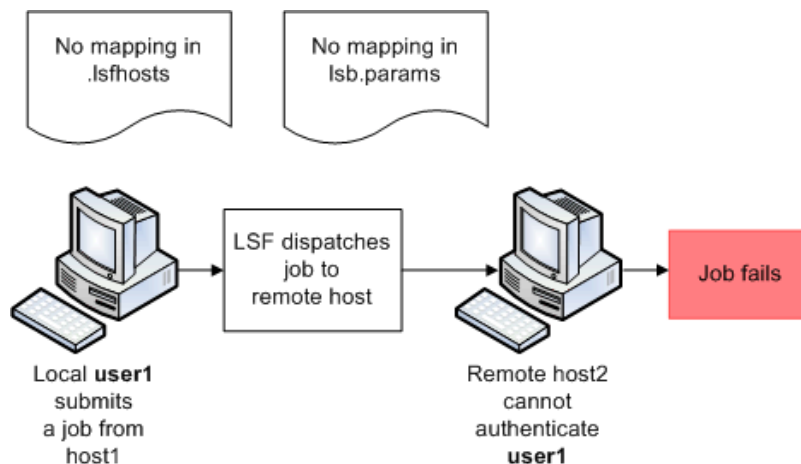 No mapping in
.lsfhosts
No mapping in
lsb.params
LSF dispatches
job to
remote host
Job fails
Local user1
submits
a job from
host1
Remote host2
cannot
authenticate
user1